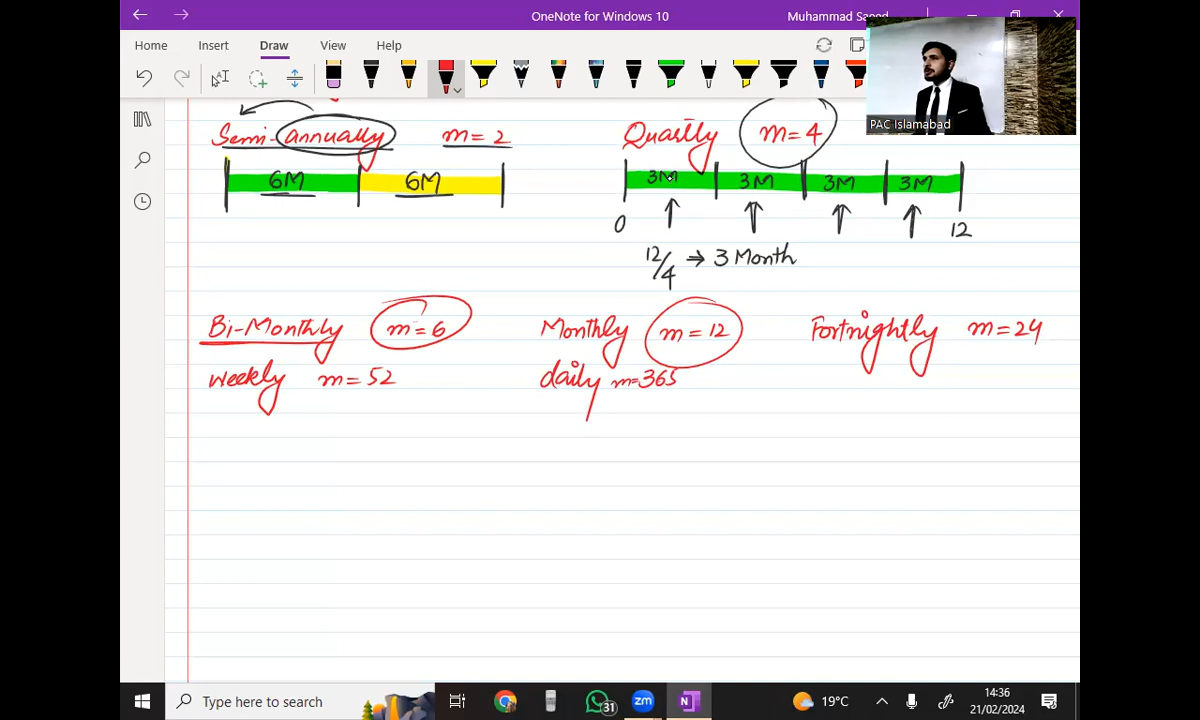 OneNote for Windows 10
Muhammad Saeed
Home Insert Draw View Help
PAC Islamabad
Semi-annually m=2
Quartly m=4
6M 6M
3M 3M 3M 3M
0 12
12/4 → 3 Month
Bi-Monthly m=6 Monthly m=12 Fortnightly m=24
weekly m=52 daily m=365
Type here to search
31
zm
N
19°C
14:36
21/02/2024